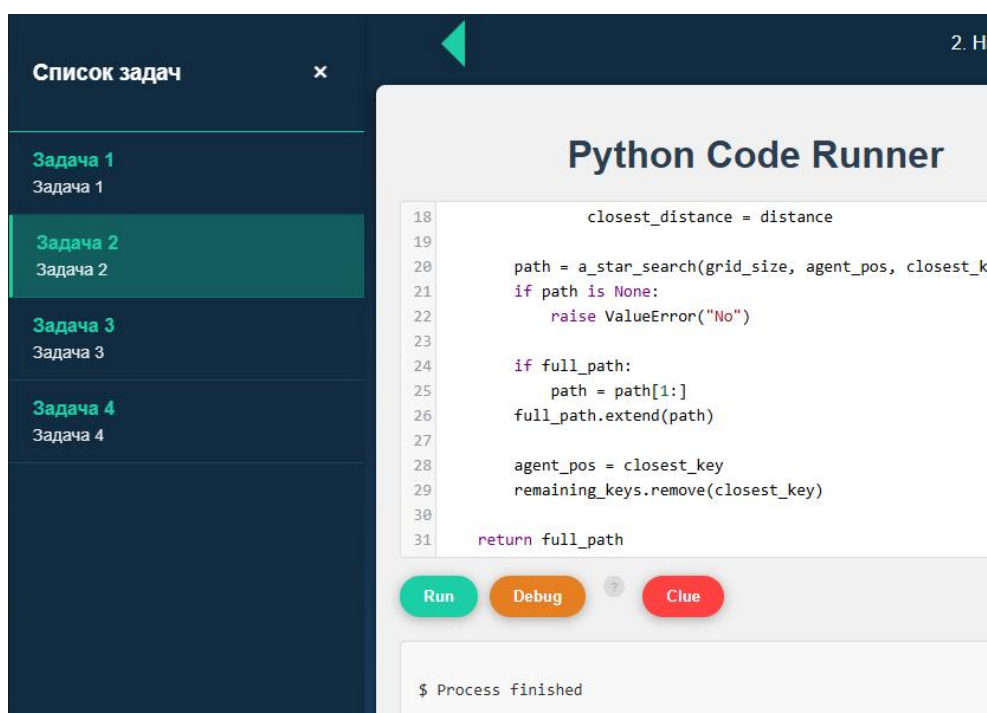 Список задач ×
Задача 1
Задача 1
Задача 2
Задача 2
Задача 3
Задача 3
Задача 4
Задача 4
2. Н
Python Code Runner
18 closest_distance = distance
19
20 path = a_star_search(grid_size, agent_pos, closest_k
21 if path is None:
22 raise ValueError("No")
23
24 if full_path:
25 path = path[1:]
26 full_path.extend(path)
27
28 agent_pos = closest_key
29 remaining_keys.remove(closest_key)
30
31 return full_path
Run Debug ? Clue
$ Process finished